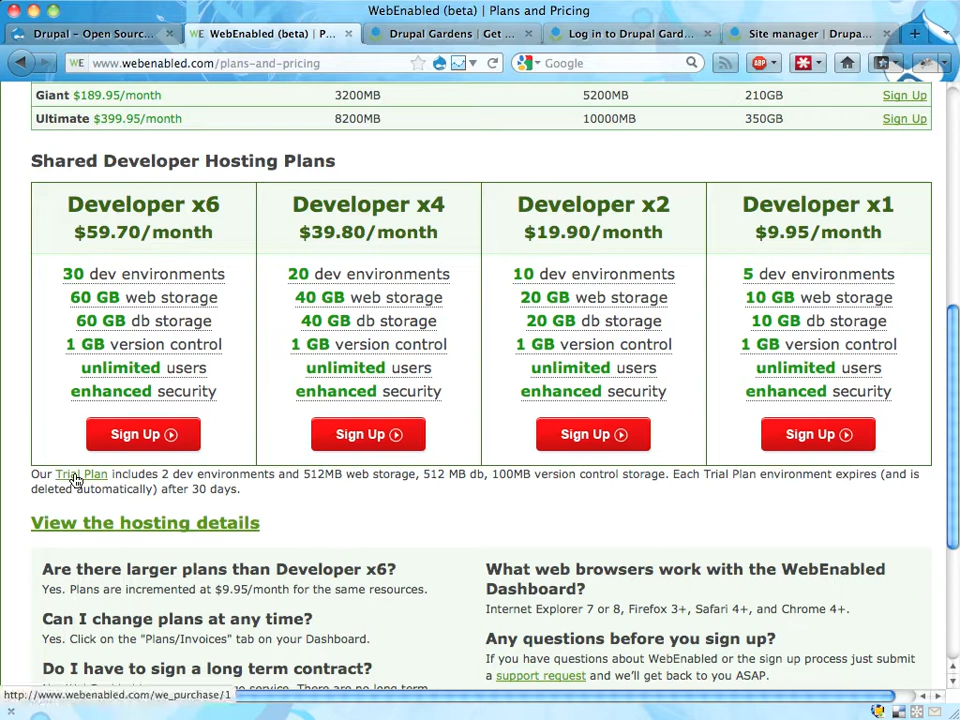 WebEnabled (beta) | Plans and Pricing
Drupal – Open Sourc... WE WebEnabled (beta) | P... Drupal Gardens | Get ... Log in to Drupal Gard... Site manager | Drupa...
WE www.webenabled.com/plans-and-pricing Google ABP
Giant $189.95/month 3200MB 5200MB 210GB Sign Up
Ultimate $399.95/month 8200MB 10000MB 350GB Sign Up
Shared Developer Hosting Plans
Developer x6 Developer x4 Developer x2 Developer x1
$59.70/month $39.80/month $19.90/month $9.95/month
30 dev environments 20 dev environments 10 dev environments 5 dev environments
60 GB web storage 40 GB web storage 20 GB web storage 10 GB web storage
60 GB db storage 40 GB db storage 20 GB db storage 10 GB db storage
1 GB version control 1 GB version control 1 GB version control 1 GB version control
unlimited users unlimited users unlimited users unlimited users
enhanced security enhanced security enhanced security enhanced security
Sign Up Sign Up Sign Up Sign Up
Our Trial Plan includes 2 dev environments and 512MB web storage, 512 MB db, 100MB version control storage. Each Trial Plan environment expires (and is
deleted automatically) after 30 days.
View the hosting details
Are there larger plans than Developer x6?
Yes. Plans are incremented at $9.95/month for the same resources.
Can I change plans at any time?
Yes. Click on the "Plans/Invoices" tab on your Dashboard.
Do I have to sign a long term contract?
What web browsers work with the WebEnabled
Dashboard?
Internet Explorer 7 or 8, Firefox 3+, Safari 4+, and Chrome 4+.
Any questions before you sign up?
If you have questions about WebEnabled or the sign up process just submit
a support request and we'll get back to you ASAP.
http://www.webenabled.com/we_purchase/1